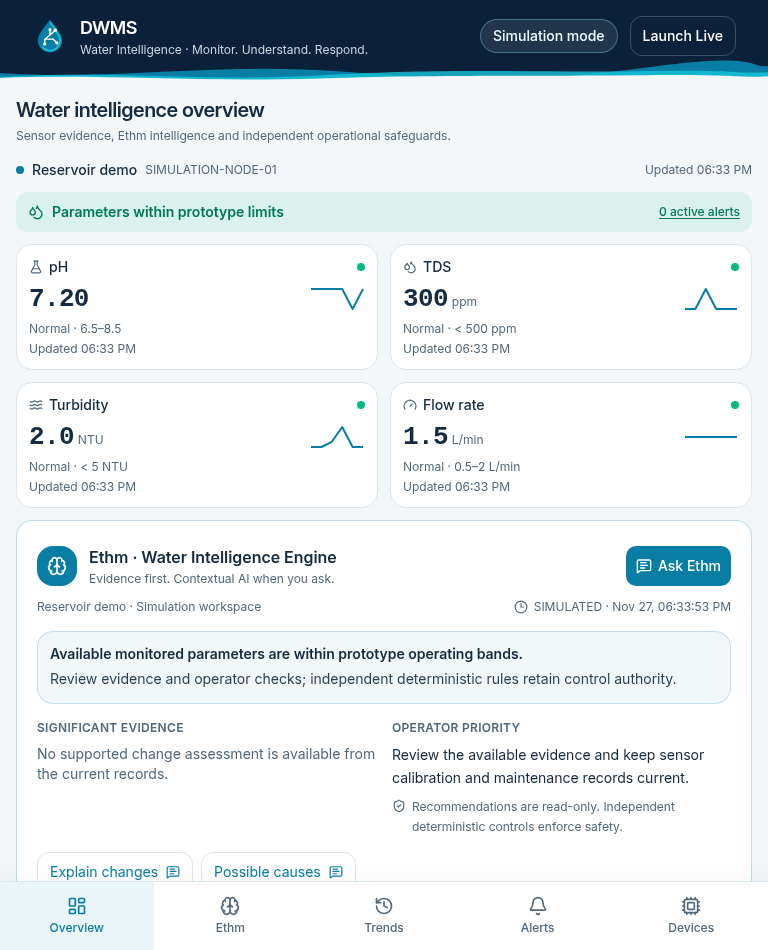 DWMS
Water Intelligence · Monitor. Understand. Respond.
Simulation mode
Launch Live
Water intelligence overview
Sensor evidence, Ethm intelligence and independent operational safeguards.
Reservoir demo SIMULATION-NODE-01
Updated 06:33 PM
Parameters within prototype limits
0 active alerts
pH
7.20
Normal · 6.5–8.5
Updated 06:33 PM
TDS
300 ppm
Normal · < 500 ppm
Updated 06:33 PM
Turbidity
2.0 NTU
Normal · < 5 NTU
Updated 06:33 PM
Flow rate
1.5 L/min
Normal · 0.5–2 L/min
Updated 06:33 PM
Ethm · Water Intelligence Engine
Evidence first. Contextual AI when you ask.
Ask Ethm
Reservoir demo · Simulation workspace
SIMULATED · Nov 27, 06:33:53 PM
Available monitored parameters are within prototype operating bands.
Review evidence and operator checks; independent deterministic rules retain control authority.
SIGNIFICANT EVIDENCE
No supported change assessment is available from
the current records.
OPERATOR PRIORITY
Review the available evidence and keep sensor
calibration and maintenance records current.
Recommendations are read-only. Independent
deterministic controls enforce safety.
Explain changes
Possible causes
Overview
Ethm
Trends
Alerts
Devices